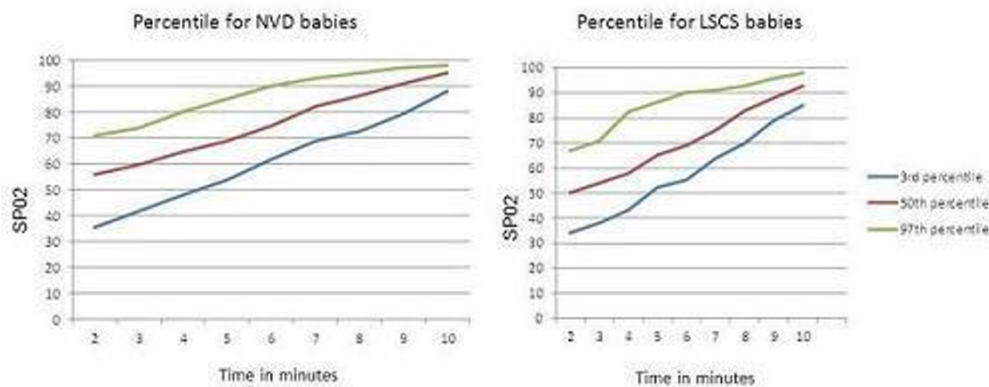 Percentile for NVD babies
100
90
80
70
60
50
40
30
20
10
0
SP02
2 3 4 5 6 7 8 9 10
Time in minutes
Percentile for LSCS babies
100
90
80
70
60
50
40
30
20
10
0
SP02
2 3 4 5 6 7 8 9 10
Time in minutes
3rd percentile
50th percentile
97th percentile